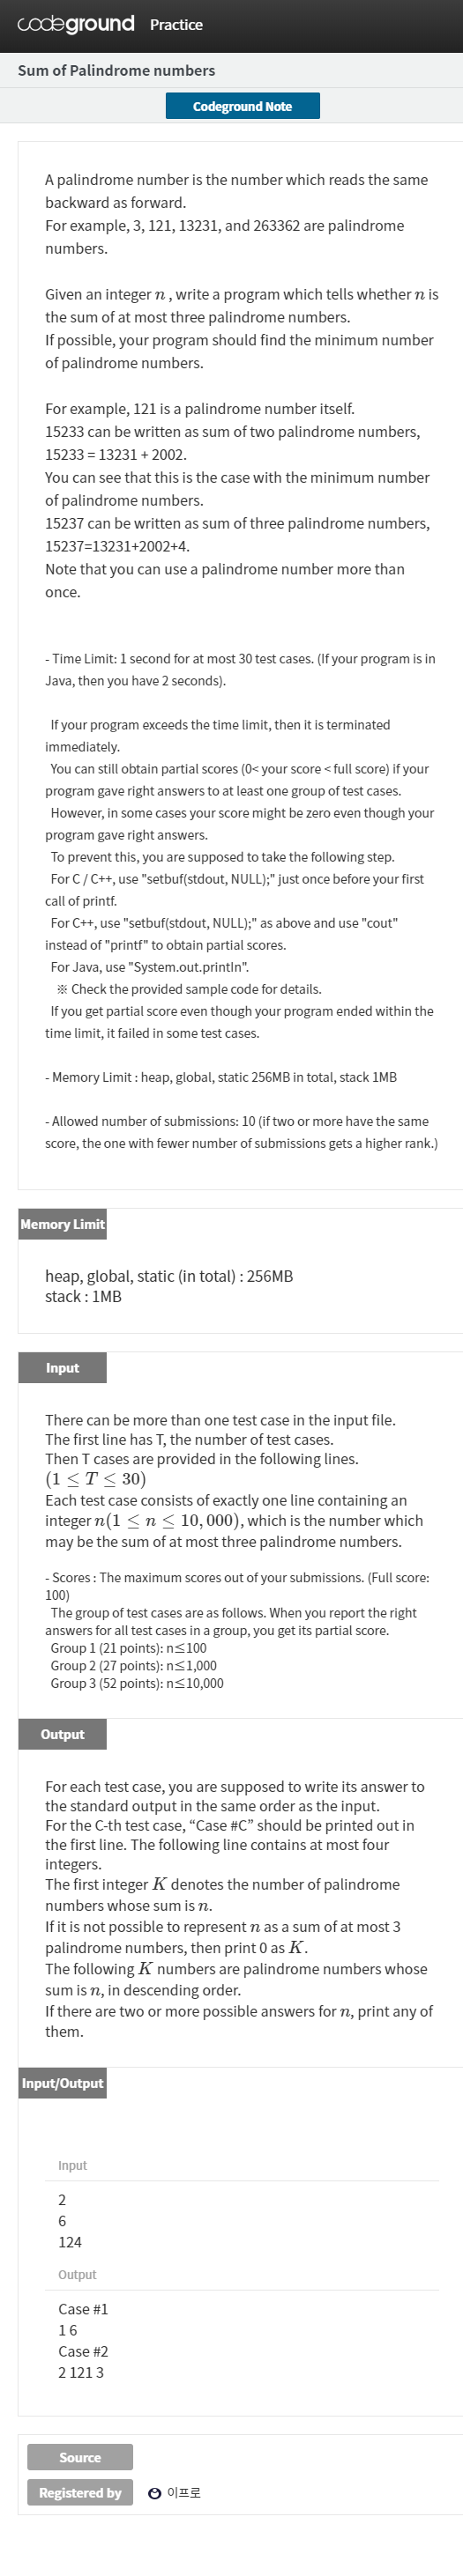 codeground Practice
Sum of Palindrome numbers
Codeground Note
A palindrome number is the number which reads the same
backward as forward.
For example, 3, 121, 13231, and 263362 are palindrome
numbers.
Given an integer n , write a program which tells whether n is
the sum of at most three palindrome numbers.
If possible, your program should find the minimum number
of palindrome numbers.
For example, 121 is a palindrome number itself.
15233 can be written as sum of two palindrome numbers,
15233 = 13231 + 2002.
You can see that this is the case with the minimum number
of palindrome numbers.
15237 can be written as sum of three palindrome numbers,
15237=13231+2002+4.
Note that you can use a palindrome number more than
once.
- Time Limit: 1 second for at most 30 test cases. (If your program is in
Java, then you have 2 seconds).
If your program exceeds the time limit, then it is terminated
immediately.
You can still obtain partial scores (0< your score < full score) if your
program gave right answers to at least one group of test cases.
However, in some cases your score might be zero even though your
program gave right answers.
To prevent this, you are supposed to take the following step.
For C / C++, use "setbuf(stdout, NULL);" just once before your first
call of printf.
For C++, use "setbuf(stdout, NULL);" as above and use "cout"
instead of "printf" to obtain partial scores.
For Java, use "System.out.println".
※ Check the provided sample code for details.
If you get partial score even though your program ended within the
time limit, it failed in some test cases.
- Memory Limit : heap, global, static 256MB in total, stack 1MB
- Allowed number of submissions: 10 (if two or more have the same
score, the one with fewer number of submissions gets a higher rank.)
Memory Limit
heap, global, static (in total) : 256MB
stack : 1MB
Input
There can be more than one test case in the input file.
The first line has T, the number of test cases.
Then T cases are provided in the following lines.
(1 ≤ T ≤ 30)
Each test case consists of exactly one line containing an
integer n(1 ≤ n ≤ 10, 000), which is the number which
may be the sum of at most three palindrome numbers.
- Scores : The maximum scores out of your submissions. (Full score:
100)
The group of test cases are as follows. When you report the right
answers for all test cases in a group, you get its partial score.
Group 1 (21 points): n≤100
Group 2 (27 points): n≤1,000
Group 3 (52 points): n≤10,000
Output
For each test case, you are supposed to write its answer to
the standard output in the same order as the input.
For the C-th test case, “Case #C” should be printed out in
the first line. The following line contains at most four
integers.
The first integer K denotes the number of palindrome
numbers whose sum is n.
If it is not possible to represent n as a sum of at most 3
palindrome numbers, then print 0 as K.
The following K numbers are palindrome numbers whose
sum is n, in descending order.
If there are two or more possible answers for n, print any of
them.
Input/Output
Input
2
6
124
Output
Case #1
1 6
Case #2
2 121 3
Source
Registered by 이프로